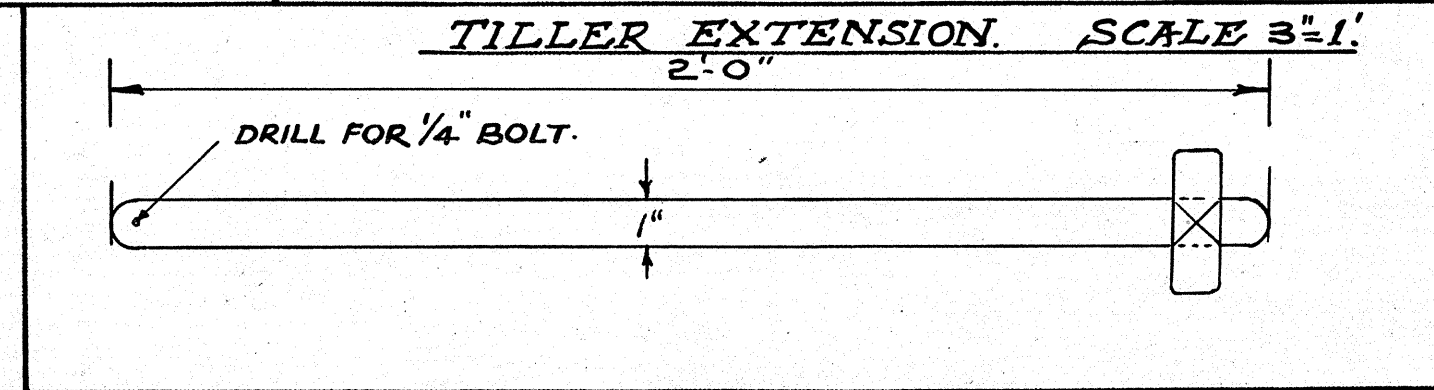 TILLER EXTENSION. SCALE 3"=1'.
2'-0"
DRILL FOR 1/4" BOLT.
1"